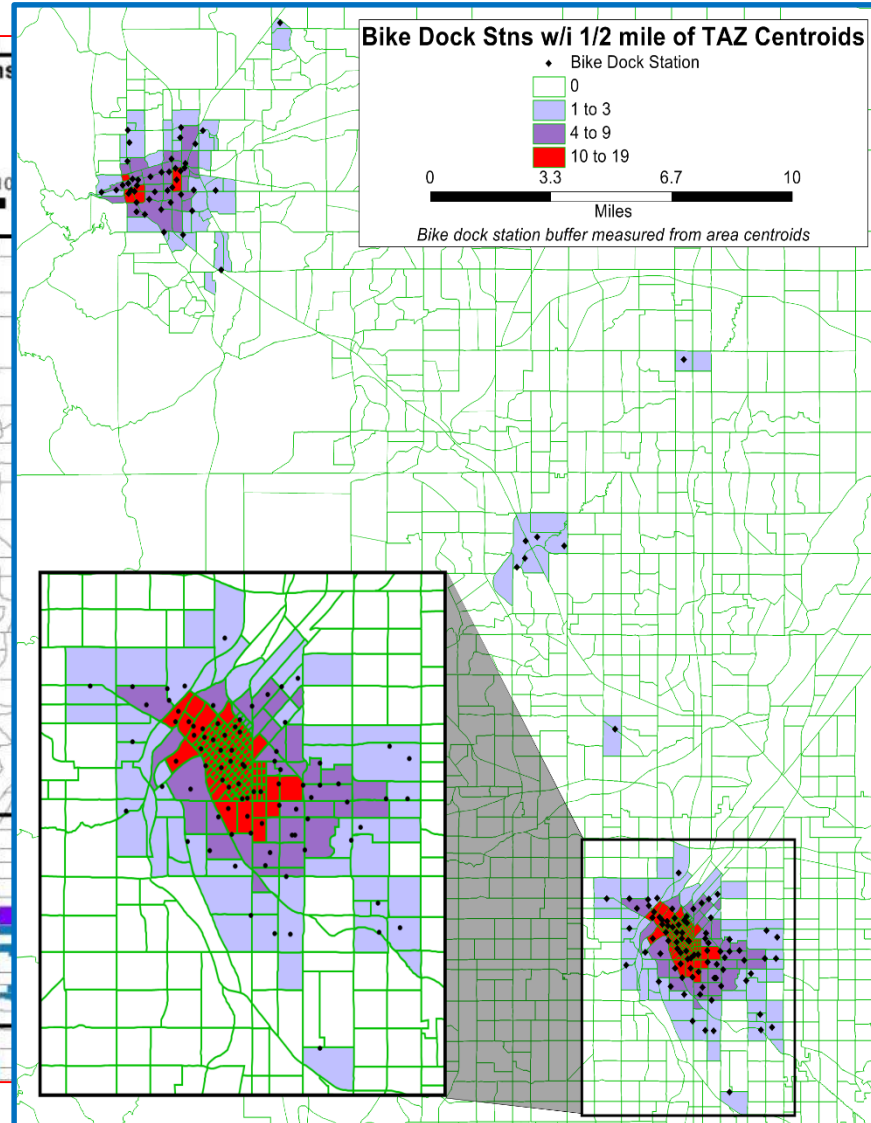 Bike Dock Stns w/i 1/2 mile of TAZ Centroids
Bike Dock Station
0
1 to 3
4 to 9
10 to 19
0 3.3 6.7 10
Miles
Bike dock station buffer measured from area centroids